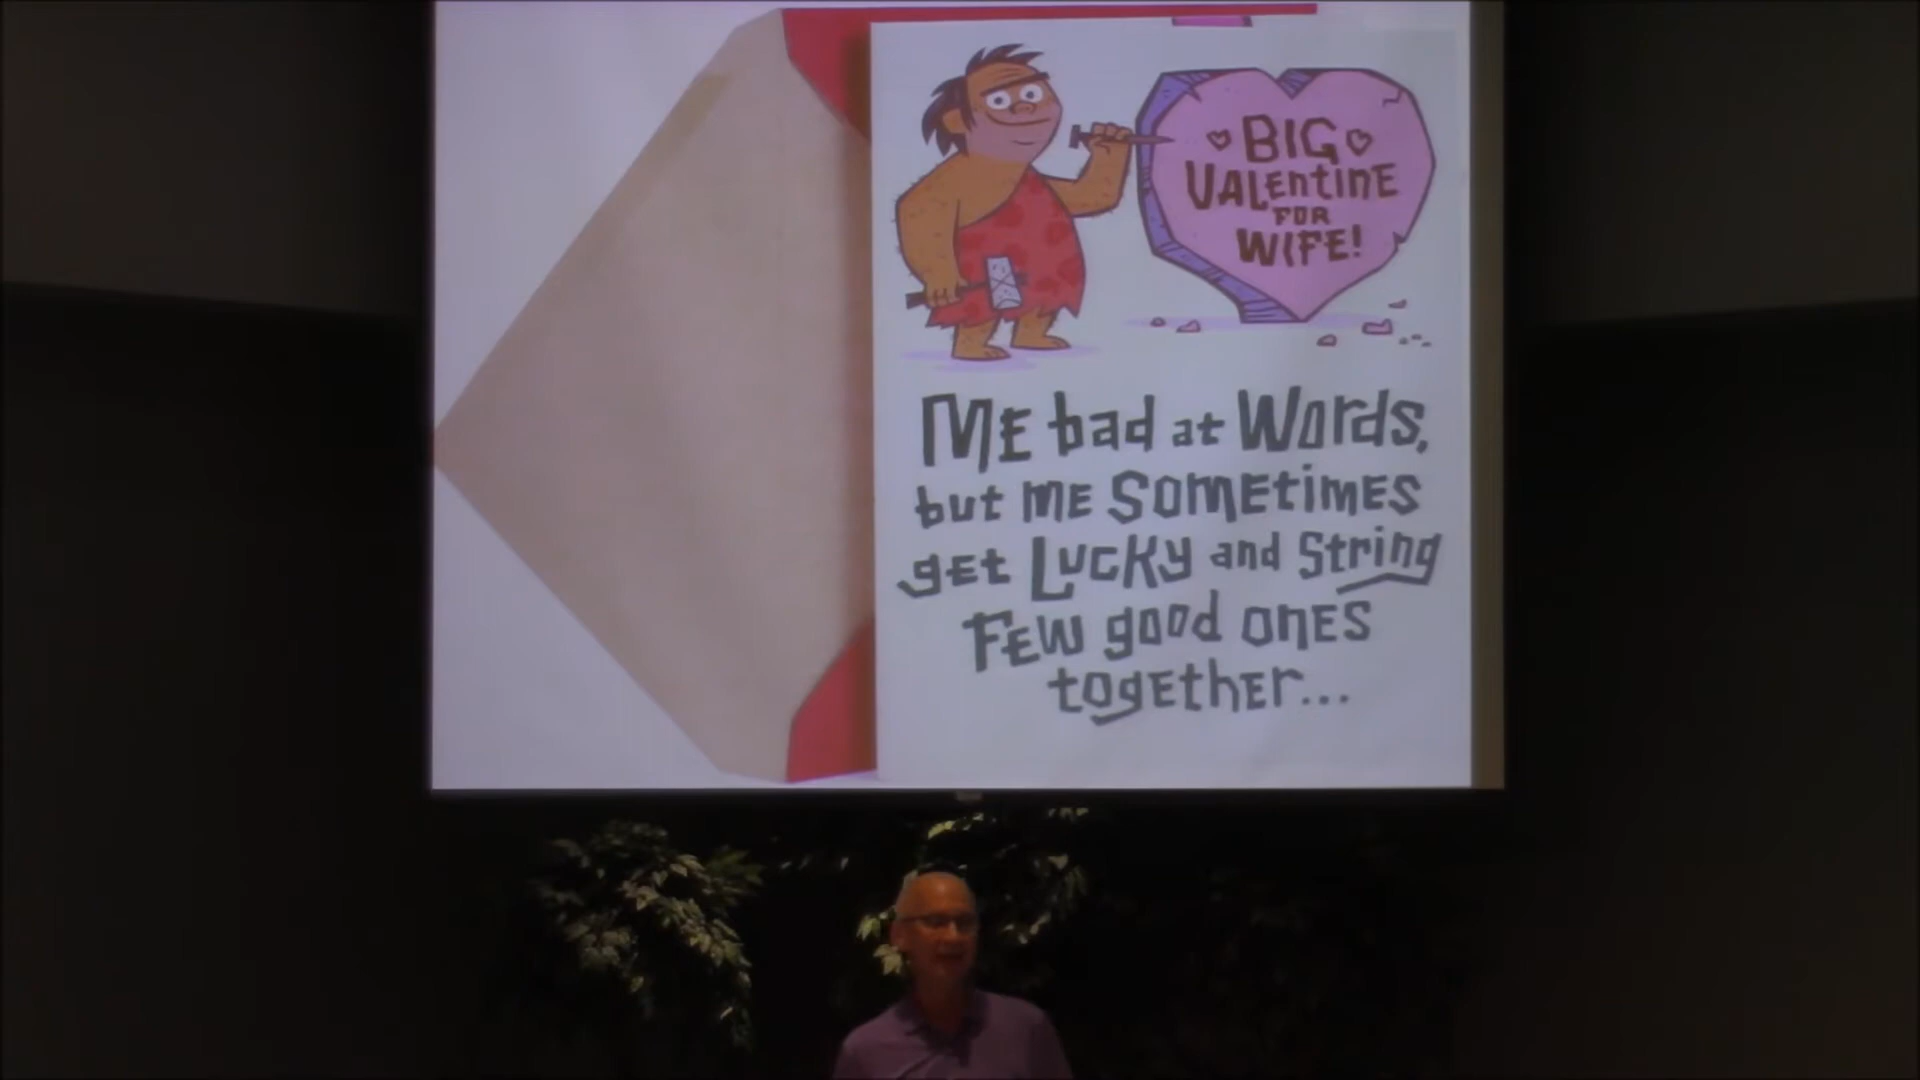 BIG
VALEntinE
FOR
WIFE!
ME bad at Words,
but ME SOMEtimES
gEt LUCKY and String
FEW good onES
togEthEr...